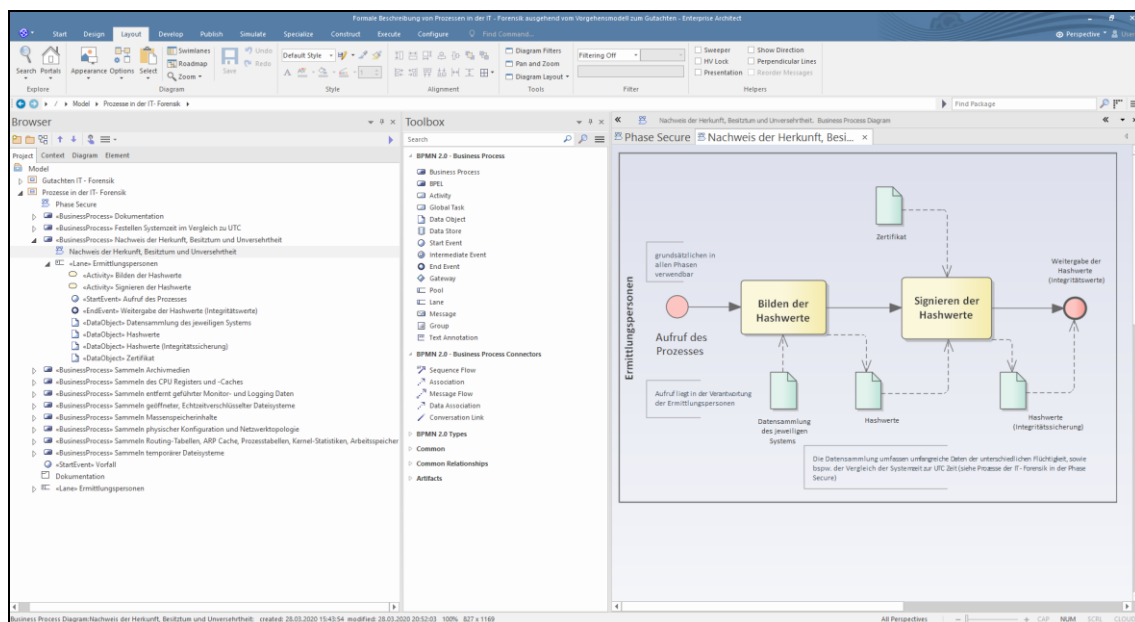 Formale Beschreibung von Prozessen in der IT - Forensik ausgehend vom Vorgehensmodell zum Gutachten - Enterprise Architect
Start Design Layout Develop Publish Simulate Specialize Construct Execute Configure Find Command...
Perspective User
Search Portals Appearance Options Select Swimlanes Roadmap Zoom Save Undo Redo Default Style Diagram Filters Pan and Zoom Diagram Layout Filtering Off Sweeper HV Lock Presentation Show Direction Perpendicular Lines Reorder Messages
Explore Diagram Style Alignment Tools Filter Helpers
Model Prozesse in der IT- Forensik Find Package
Browser
Project Context Diagram Element
Model
Gutachten IT - Forensik
Prozesse in der IT- Forensik
Phase Secure
«BusinessProcess» Dokumentation
«BusinessProcess» Festellen Systemzeit im Vergleich zu UTC
«BusinessProcess» Nachweis der Herkunft, Besitztum und Unversehrtheit
Nachweis der Herkunft, Besitztum und Unversehrtheit
«Lane» Ermittlungspersonen
«Activity» Bilden der Hashwerte
«Activity» Signieren der Hashwerte
«StartEvent» Aufruf des Prozesses
«EndEvent» Weitergabe der Hashwerte (Integritätswerte)
«DataObject» Datensammlung des jeweiligen Systems
«DataObject» Hashwerte
«DataObject» Hashwerte (Integritätssicherung)
«DataObject» Zertifikat
«BusinessProcess» Sammeln Archivmedien
«BusinessProcess» Sammeln des CPU Registers und -Caches
«BusinessProcess» Sammeln entfernt geführter Monitor- und Logging Daten
«BusinessProcess» Sammeln geöffneter, Echtzeitverschlüsselter Dateisysteme
«BusinessProcess» Sammeln Massenspeicherinhalte
«BusinessProcess» Sammeln physischer Konfiguration und Netzwerktopologie
«BusinessProcess» Sammeln Routing-Tabellen, ARP Cache, Prozesstabellen, Kernel-Statistiken, Arbeitsspeicher
«BusinessProcess» Sammeln temporärer Dateisysteme
«StartEvent» Vorfall
Dokumentation
«Lane» Ermittlungspersonen
Toolbox
Search
BPMN 2.0 - Business Process
Business Process
BPEL
Activity
Global Task
Data Object
Data Store
Start Event
Intermediate Event
End Event
Gateway
Pool
Lane
Message
Group
Text Annotation
BPMN 2.0 - Business Process Connectors
Sequence Flow
Association
Message Flow
Data Association
Conversation Link
BPMN 2.0 Types
Common
Common Relationships
Artifacts
Nachweis der Herkunft, Besitztum und Unversehrtheit. Business Process Diagram
Phase Secure Nachweis der Herkunft, Besi...
Ermittlungspersonen
Zertifikat
grundsätzlichen in
allen Phasen
verwendbar
Weitergabe der
Hashwerte
(Integritätswerte)
Bilden der
Hashwerte
Signieren der
Hashwerte
Aufruf des
Prozesses
Aufruf liegt in der Verantwortung
der Ermittlungspersonen
Datensammlung
des jeweiligen
Systems
Hashwerte
Hashwerte
(Integritätssicherung)
Die Datensammlung umfassen umfangreiche Daten der unterschiedlichen Flüchtigkeit, sowie
bspw. der Vergleich der Systemzeit zur UTC Zeit (siehe Prozesse der IT- Forensik in der Phase
Secure)
Business Process Diagram:Nachweis der Herkunft, Besitztum und Unversehrtheit: created: 28.03.2020 15:43:54 modified: 28.03.2020 20:52:03 100% 827 x 1169 All Perspectives CAP NUM SCRL CLOUD